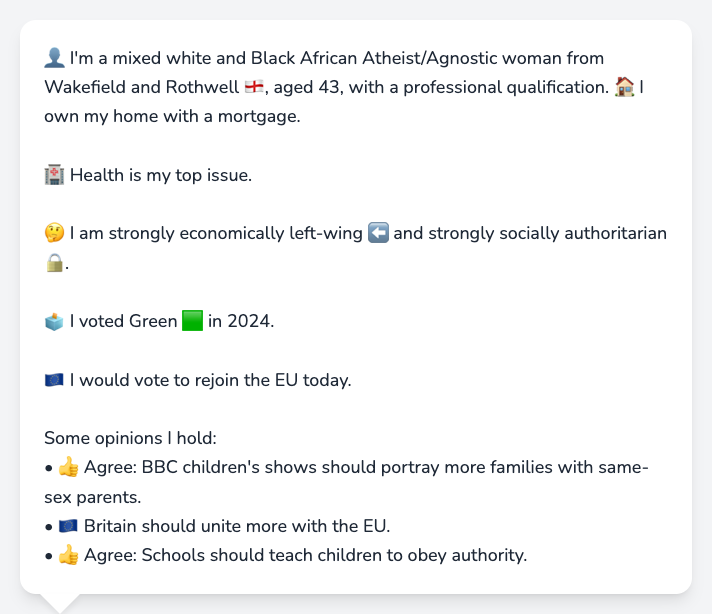 👤 I'm a mixed white and Black African Atheist/Agnostic woman from
Wakefield and Rothwell 🏴󠁧󠁢󠁥󠁮󠁧󠁿, aged 43, with a professional qualification. 🏠 I
own my home with a mortgage.
🏥 Health is my top issue.
🤔 I am strongly economically left-wing ⬅️ and strongly socially authoritarian
🔒.
🗳️ I voted Green 🟩 in 2024.
🇪🇺 I would vote to rejoin the EU today.
Some opinions I hold:
• 👍 Agree: BBC children's shows should portray more families with same-
sex parents.
• 🇪🇺 Britain should unite more with the EU.
• 👍 Agree: Schools should teach children to obey authority.